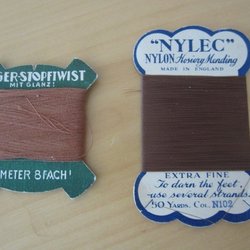 GER-STOPFTWIST
MIT GLANZ!
METER 8FACH!
"NYLEC"
NYLON Hosiery Mending
MADE IN ENGLAND
EXTRA FINE
To darn the feet,
use several strands.
50 YARDS. COL. N102